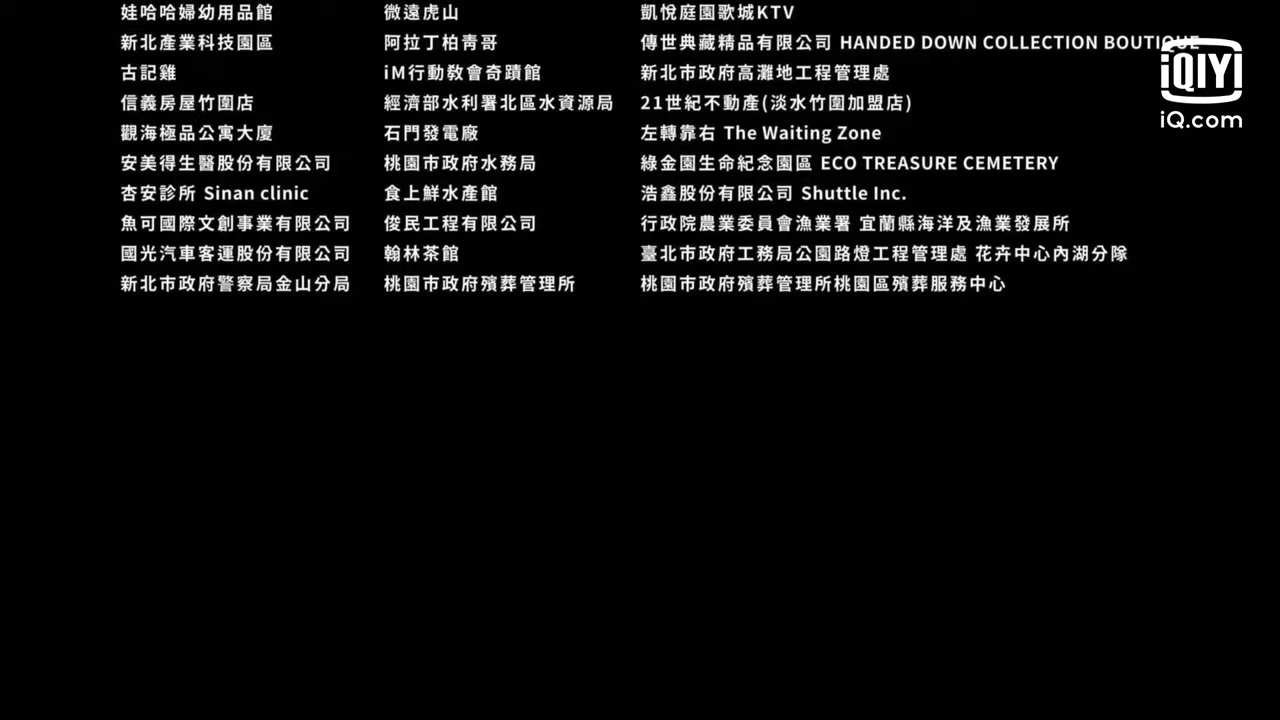 娃哈哈婦幼用品館 微遠虎山 凱悅庭園歌城KTV
新北產業科技園區 阿拉丁柏靑哥 傳世典藏精品有限公司 HANDED DOWN COLLECTION BOUTIQUE
古記雞 iM行動教會奇蹟館 新北市政府高灘地工程管理處
信義房屋竹圍店 經濟部水利署北區水資源局 21世紀不動產(淡水竹圍加盟店)
觀海極品公寓大廈 石門發電廠 左轉靠右 The Waiting Zone
安美得生醫股份有限公司 桃園市政府水務局 綠金園生命紀念園區 ECO TREASURE CEMETERY
杏安診所 Sinan clinic 食上鮮水產館 浩鑫股份有限公司 Shuttle Inc.
魚可國際文創事業有限公司 俊民工程有限公司 行政院農業委員會漁業署 宜蘭縣海洋及漁業發展所
國光汽車客運股份有限公司 翰林茶館 臺北市政府工務局公園路燈工程管理處 花卉中心內湖分隊
新北市政府警察局金山分局 桃園市政府殯葬管理所 桃園市政府殯葬管理所桃園區殯葬服務中心
iQIYI
iQ.com